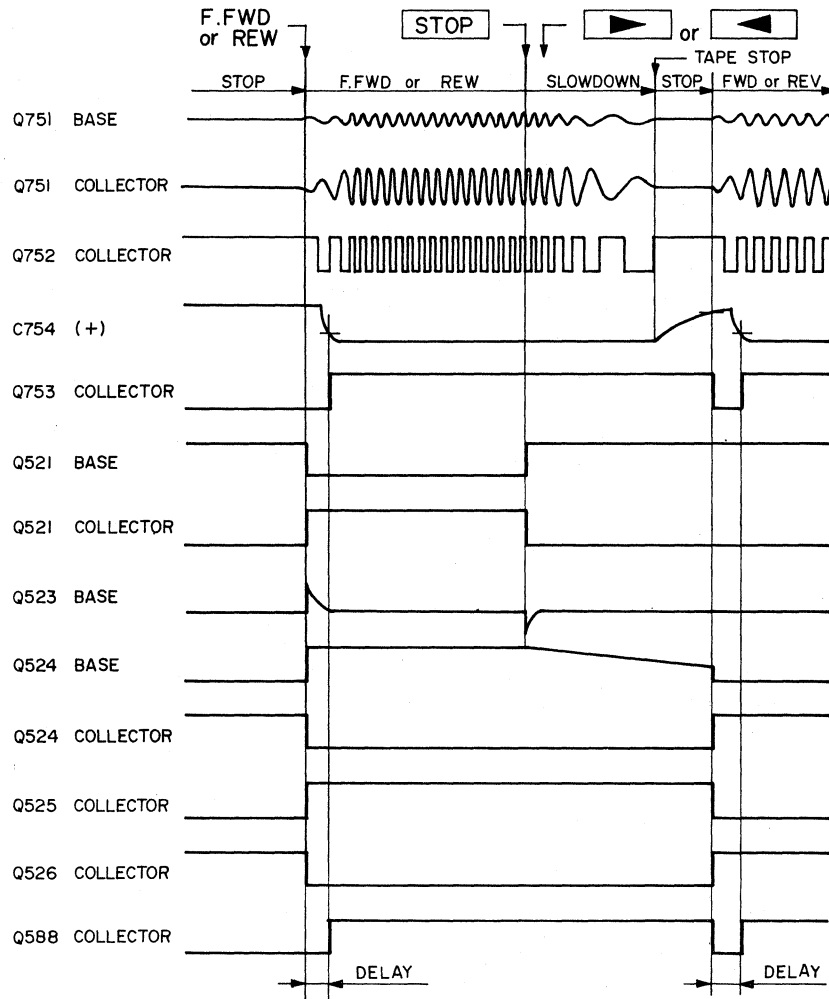 F.FWD
or REW
STOP
or
TAPE STOP
STOP
F.FWD or REW
SLOWDOWN
STOP
FWD or REV
Q751 BASE
Q751 COLLECTOR
Q752 COLLECTOR
C754 (+)
Q753 COLLECTOR
Q521 BASE
Q521 COLLECTOR
Q523 BASE
Q524 BASE
Q524 COLLECTOR
Q525 COLLECTOR
Q526 COLLECTOR
Q588 COLLECTOR
DELAY
DELAY